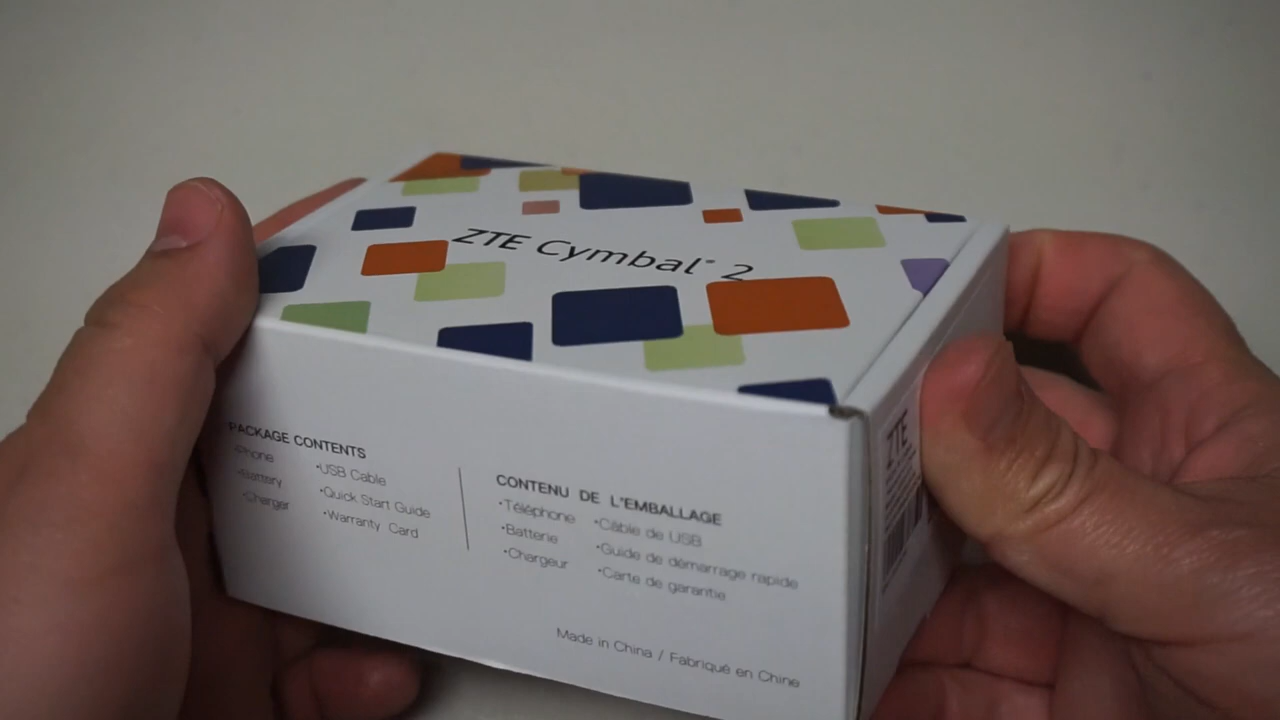 ZTE Cymbal® 2
PACKAGE CONTENTS
•Phone
•Battery
•Charger
•USB Cable
•Quick Start Guide
•Warranty Card
CONTENU DE L'EMBALLAGE
•Téléphone
•Batterie
•Chargeur
•Câble de USB
•Guide de démarrage rapide
•Carte de garantie
Made in China / Fabriqué en Chine
ZTE